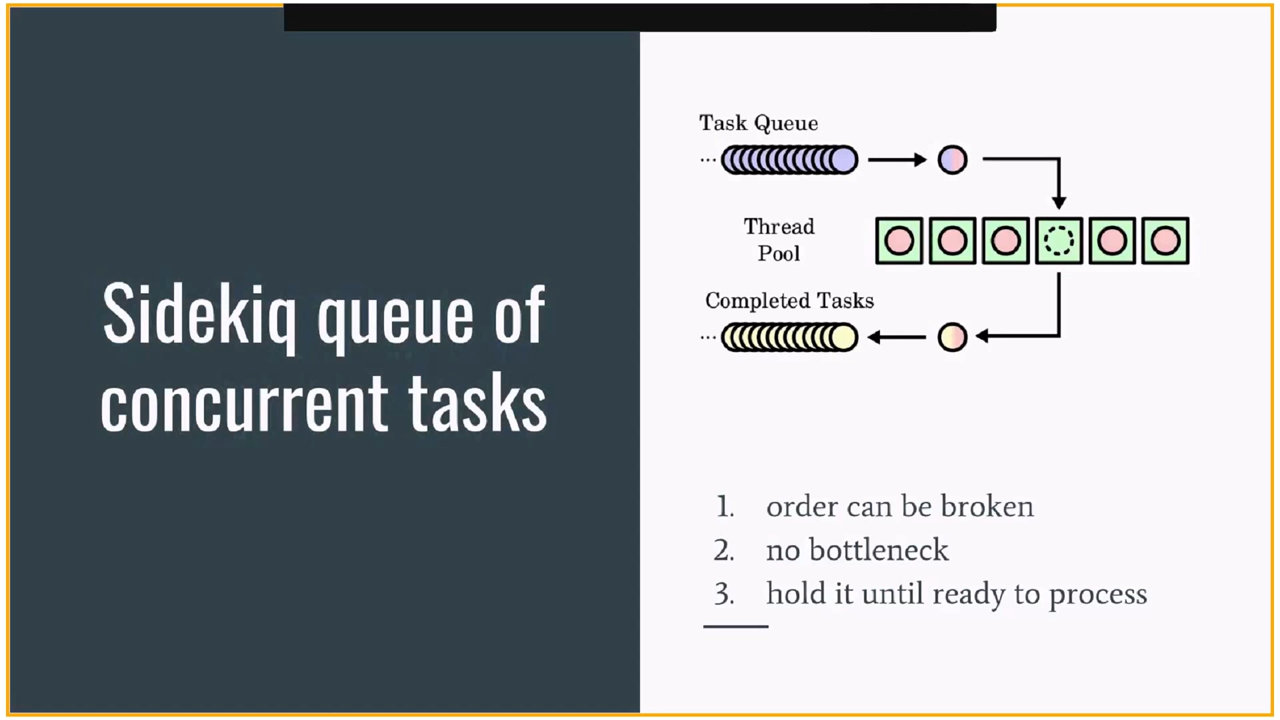 Sidekiq queue of
concurrent tasks
Task Queue
...
Thread
Pool
Completed Tasks
...
1. order can be broken
2. no bottleneck
3. hold it until ready to process